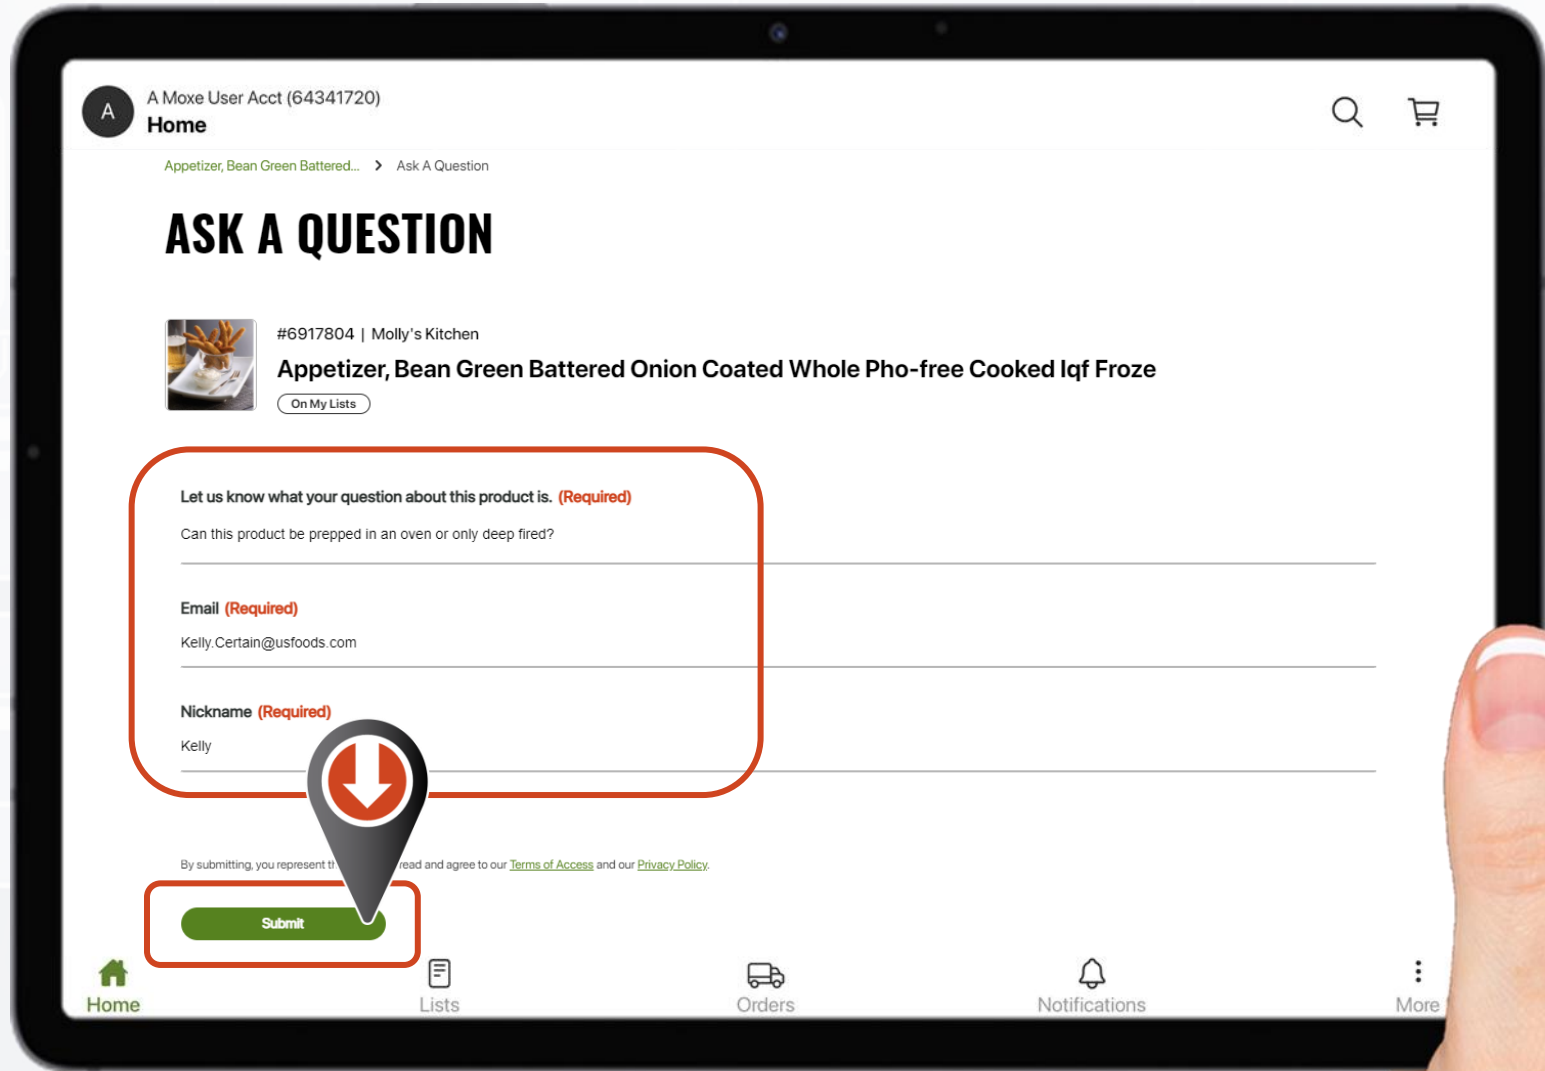 A
A Moxe User Acct (64341720)
Home
Appetizer, Bean Green Battered... > Ask A Question
ASK A QUESTION
#6917804 | Molly's Kitchen
Appetizer, Bean Green Battered Onion Coated Whole Pho-free Cooked Iqf Froze
On My Lists
Let us know what your question about this product is. (Required)
Can this product be prepped in an oven or only deep fired?
Email (Required)
Kelly.Certain@usfoods.com
Nickname (Required)
Kelly
By submitting, you represent read and agree to our Terms of Access and our Privacy Policy.
Submit
Home
Lists
Orders
Notifications
More